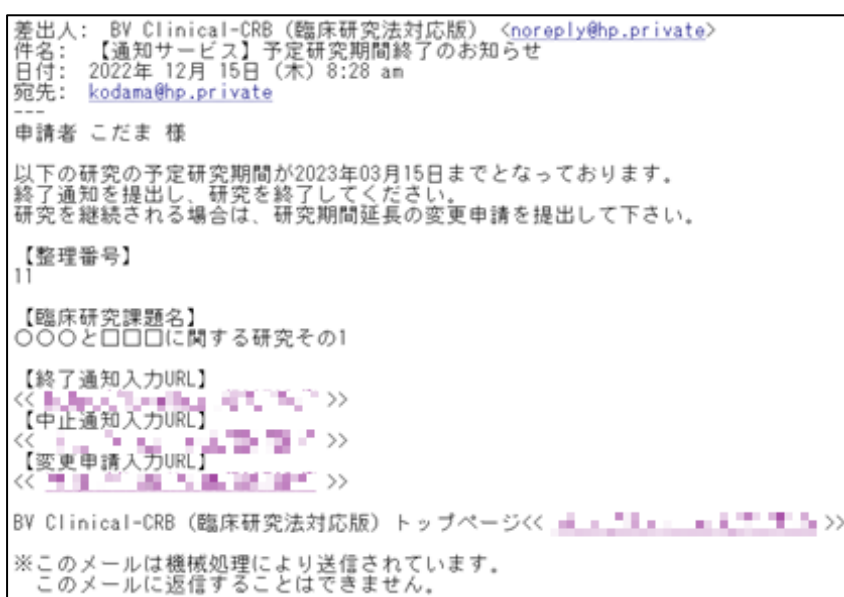 差出人: BV Clinical-CRB（臨床研究法対応版） <noreply@hp.private>
件名: 【通知サービス】予定研究期間終了のお知らせ
日付: 2022年 12月 15日（木）8:28 am
宛先: kodama@hp.private
---
申請者 こだま 様
以下の研究の予定研究期間が2023年03月15日までとなっております。
終了通知を提出し、研究を終了してください。
研究を継続される場合は、研究期間延長の変更申請を提出して下さい。
【整理番号】
11
【臨床研究課題名】
○○○と□□□に関する研究その1
【終了通知入力URL】
<< >>
【中止通知入力URL】
<< >>
【変更申請入力URL】
<< >>
BV Clinical-CRB（臨床研究法対応版）トップページ<< >>
※このメールは機械処理により送信されています。
このメールに返信することはできません。